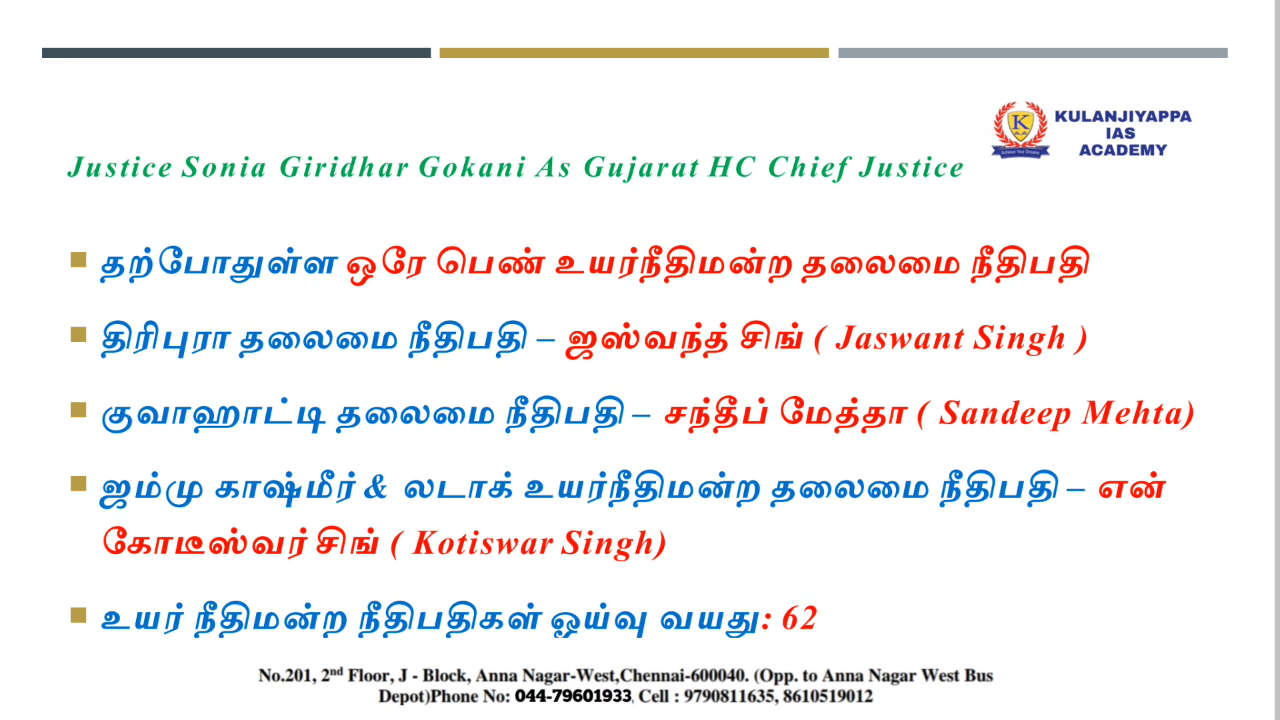 KULANJIYAPPA
IAS
ACADEMY
Achieve Your Dreams
Justice Sonia Giridhar Gokani As Gujarat HC Chief Justice
தற்போதுள்ள ஒரே பெண் உயர்நீதிமன்ற தலைமை நீதிபதி
திரிபுரா தலைமை நீதிபதி – ஜஸ்வந்த் சிங் ( Jaswant Singh )
குவாஹாட்டி தலைமை நீதிபதி – சந்தீப் மேத்தா ( Sandeep Mehta)
ஜம்மு காஷ்மீர் & லடாக் உயர்நீதிமன்ற தலைமை நீதிபதி – என்
கோடீஸ்வர் சிங் ( Kotiswar Singh)
உயர் நீதிமன்ற நீதிபதிகள் ஓய்வு வயது: 62
No.201, 2nd Floor, J - Block, Anna Nagar-West,Chennai-600040. (Opp. to Anna Nagar West Bus
Depot)Phone No: 044-79601933, Cell : 9790811635, 8610519012